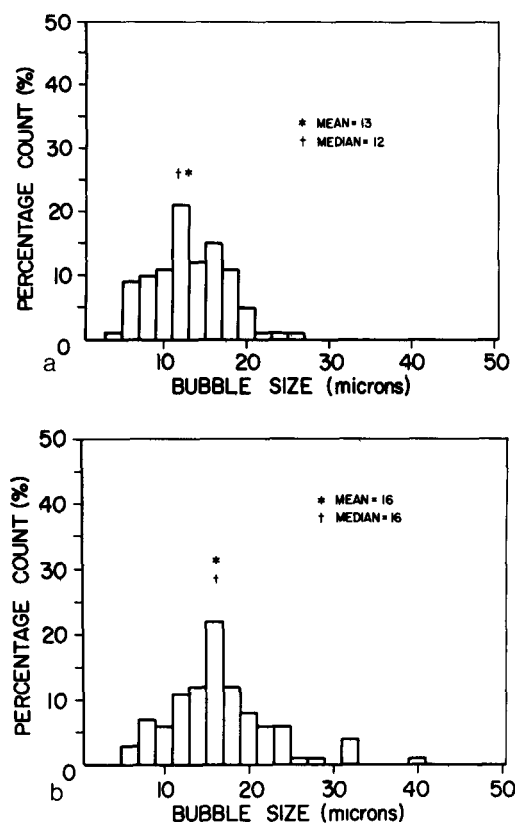 50
40
30
20
10
0
PERCENTAGE COUNT (%)
* MEAN = 13
† MEDIAN = 12
† *
10 20 30 40 50
BUBBLE SIZE (microns)
a
50
40
30
20
10
0
PERCENTAGE COUNT (%)
* MEAN = 16
† MEDIAN = 16
*
†
10 20 30 40 50
BUBBLE SIZE (microns)
b